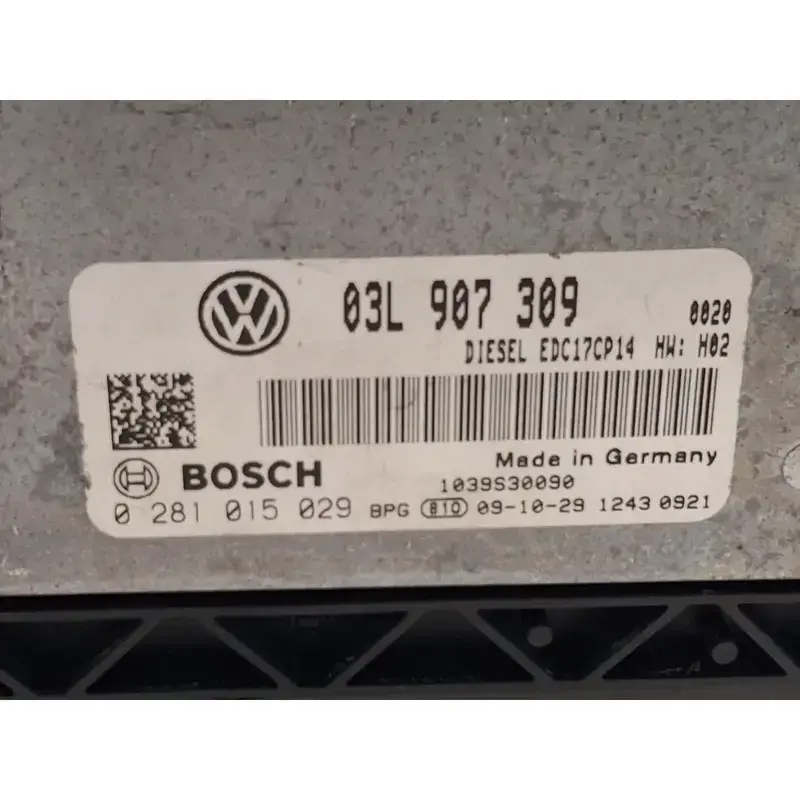 03L 907 309 0020
DIESEL EDC17CP14 HW: H02
Made in Germany
BOSCH 1039S30090
0 281 015 029 BPG 810 09-10-29 1243 0921